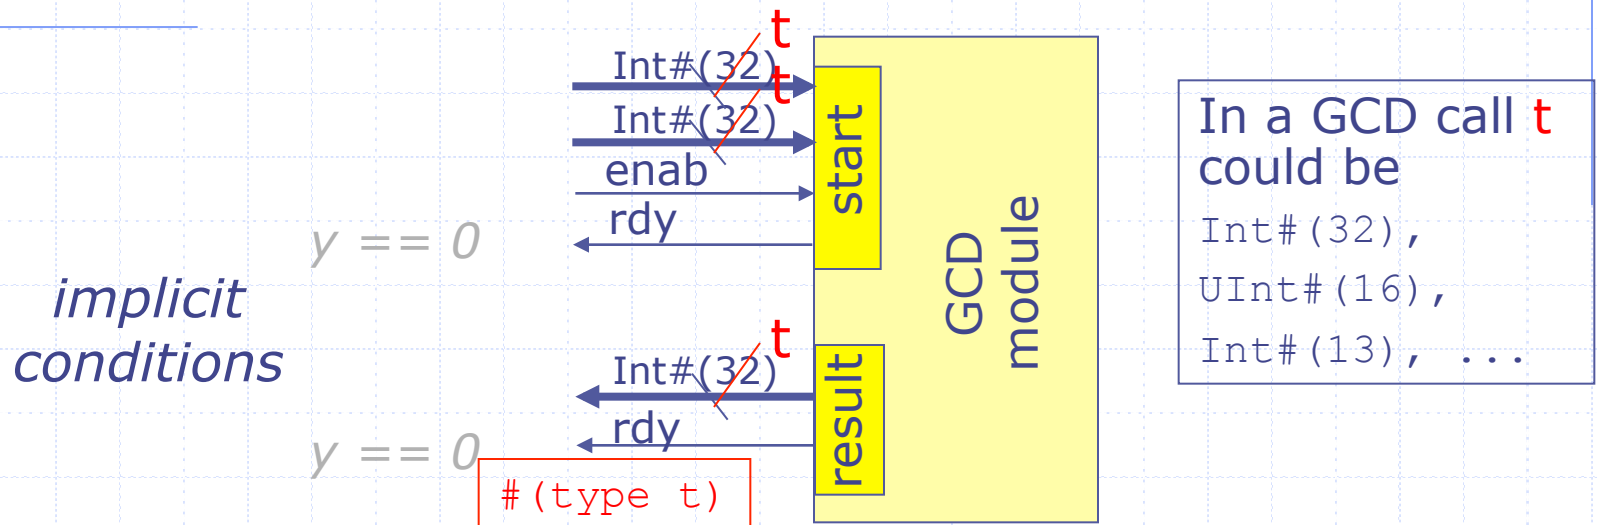 t
Int#(32)
t
Int#(32)
enab
rdy
y == 0
start
GCD
module
implicit
conditions
t
Int#(32)
rdy
y == 0
result
#(type t)
In a GCD call t
could be
Int#(32),
UInt#(16),
Int#(13), ...